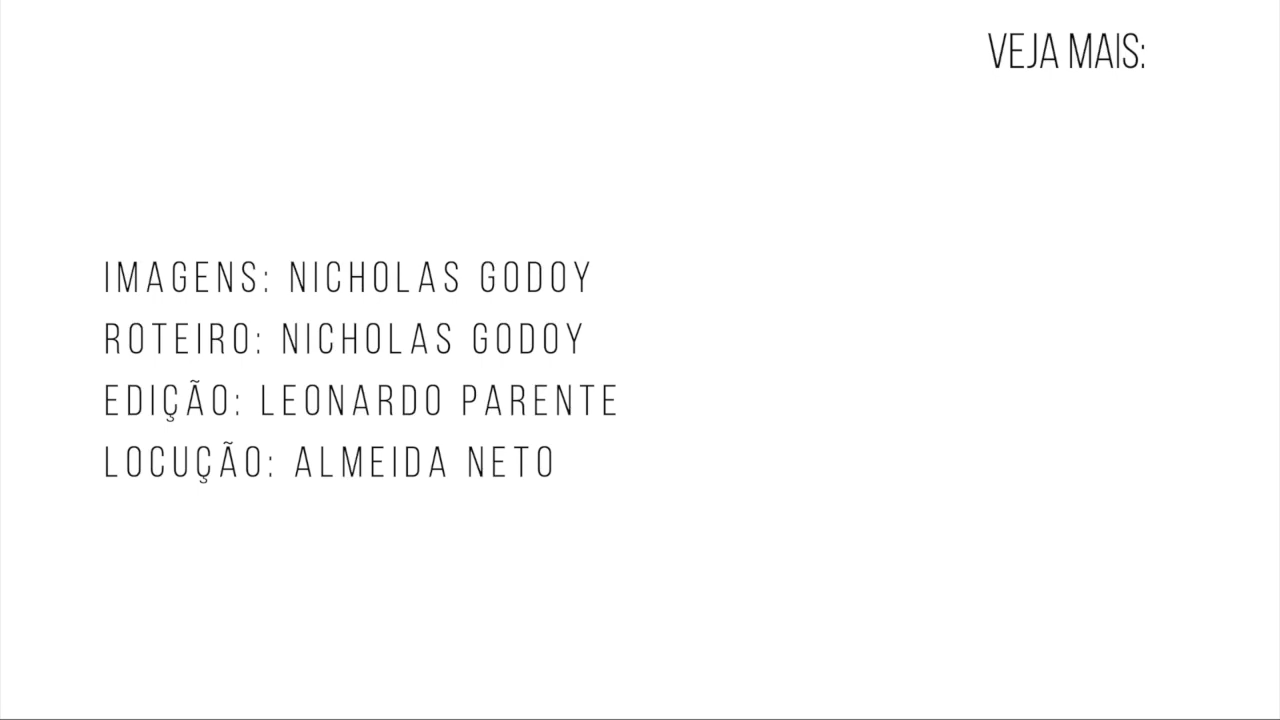 VEJA MAIS:
IMAGENS: NICHOLAS GODOY
ROTEIRO: NICHOLAS GODOY
EDIÇÃO: LEONARDO PARENTE
LOCUÇÃO: ALMEIDA NETO